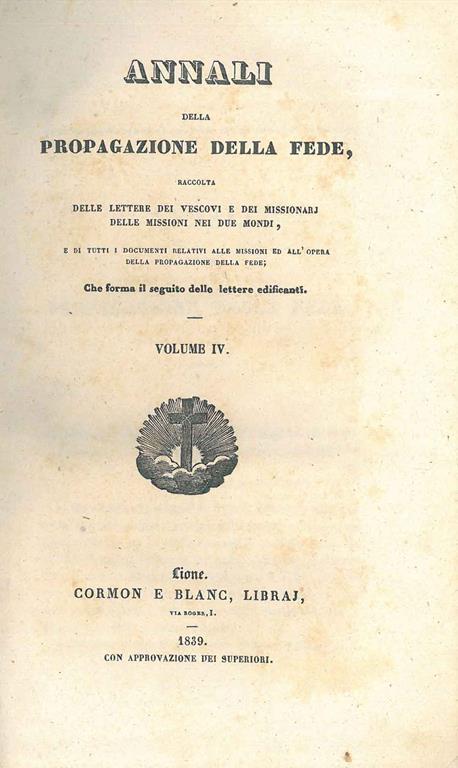 ANNALI
DELLA
PROPAGAZIONE DELLA FEDE,
RACCOLTA
DELLE LETTERE DEI VESCOVI E DEI MISSIONARJ
DELLE MISSIONI NEI DUE MONDI,
E DI TUTTI I DOCUMENTI RELATIVI ALLE MISSIONI ED ALL'OPERA
DELLA PROPAGAZIONE DELLA FEDE;
Che forma il seguito delle lettere edificanti.
VOLUME IV.
Lione.
CORMON E BLANC, LIBRAJ,
VIA ROGER, I.
1839.
CON APPROVAZIONE DEI SUPERIORI.